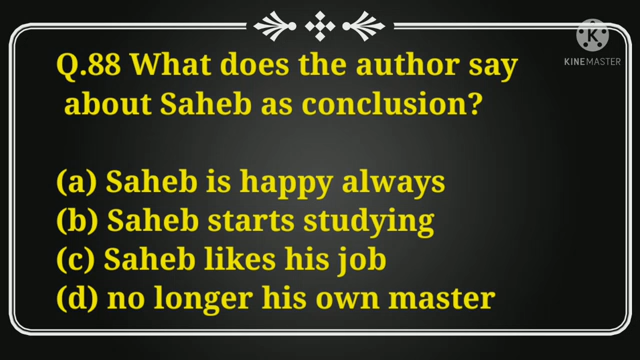 K
KINEMASTER
Q.88 What does the author say
about Saheb as conclusion?
(a) Saheb is happy always
(b) Saheb starts studying
(c) Saheb likes his job
(d) no longer his own master